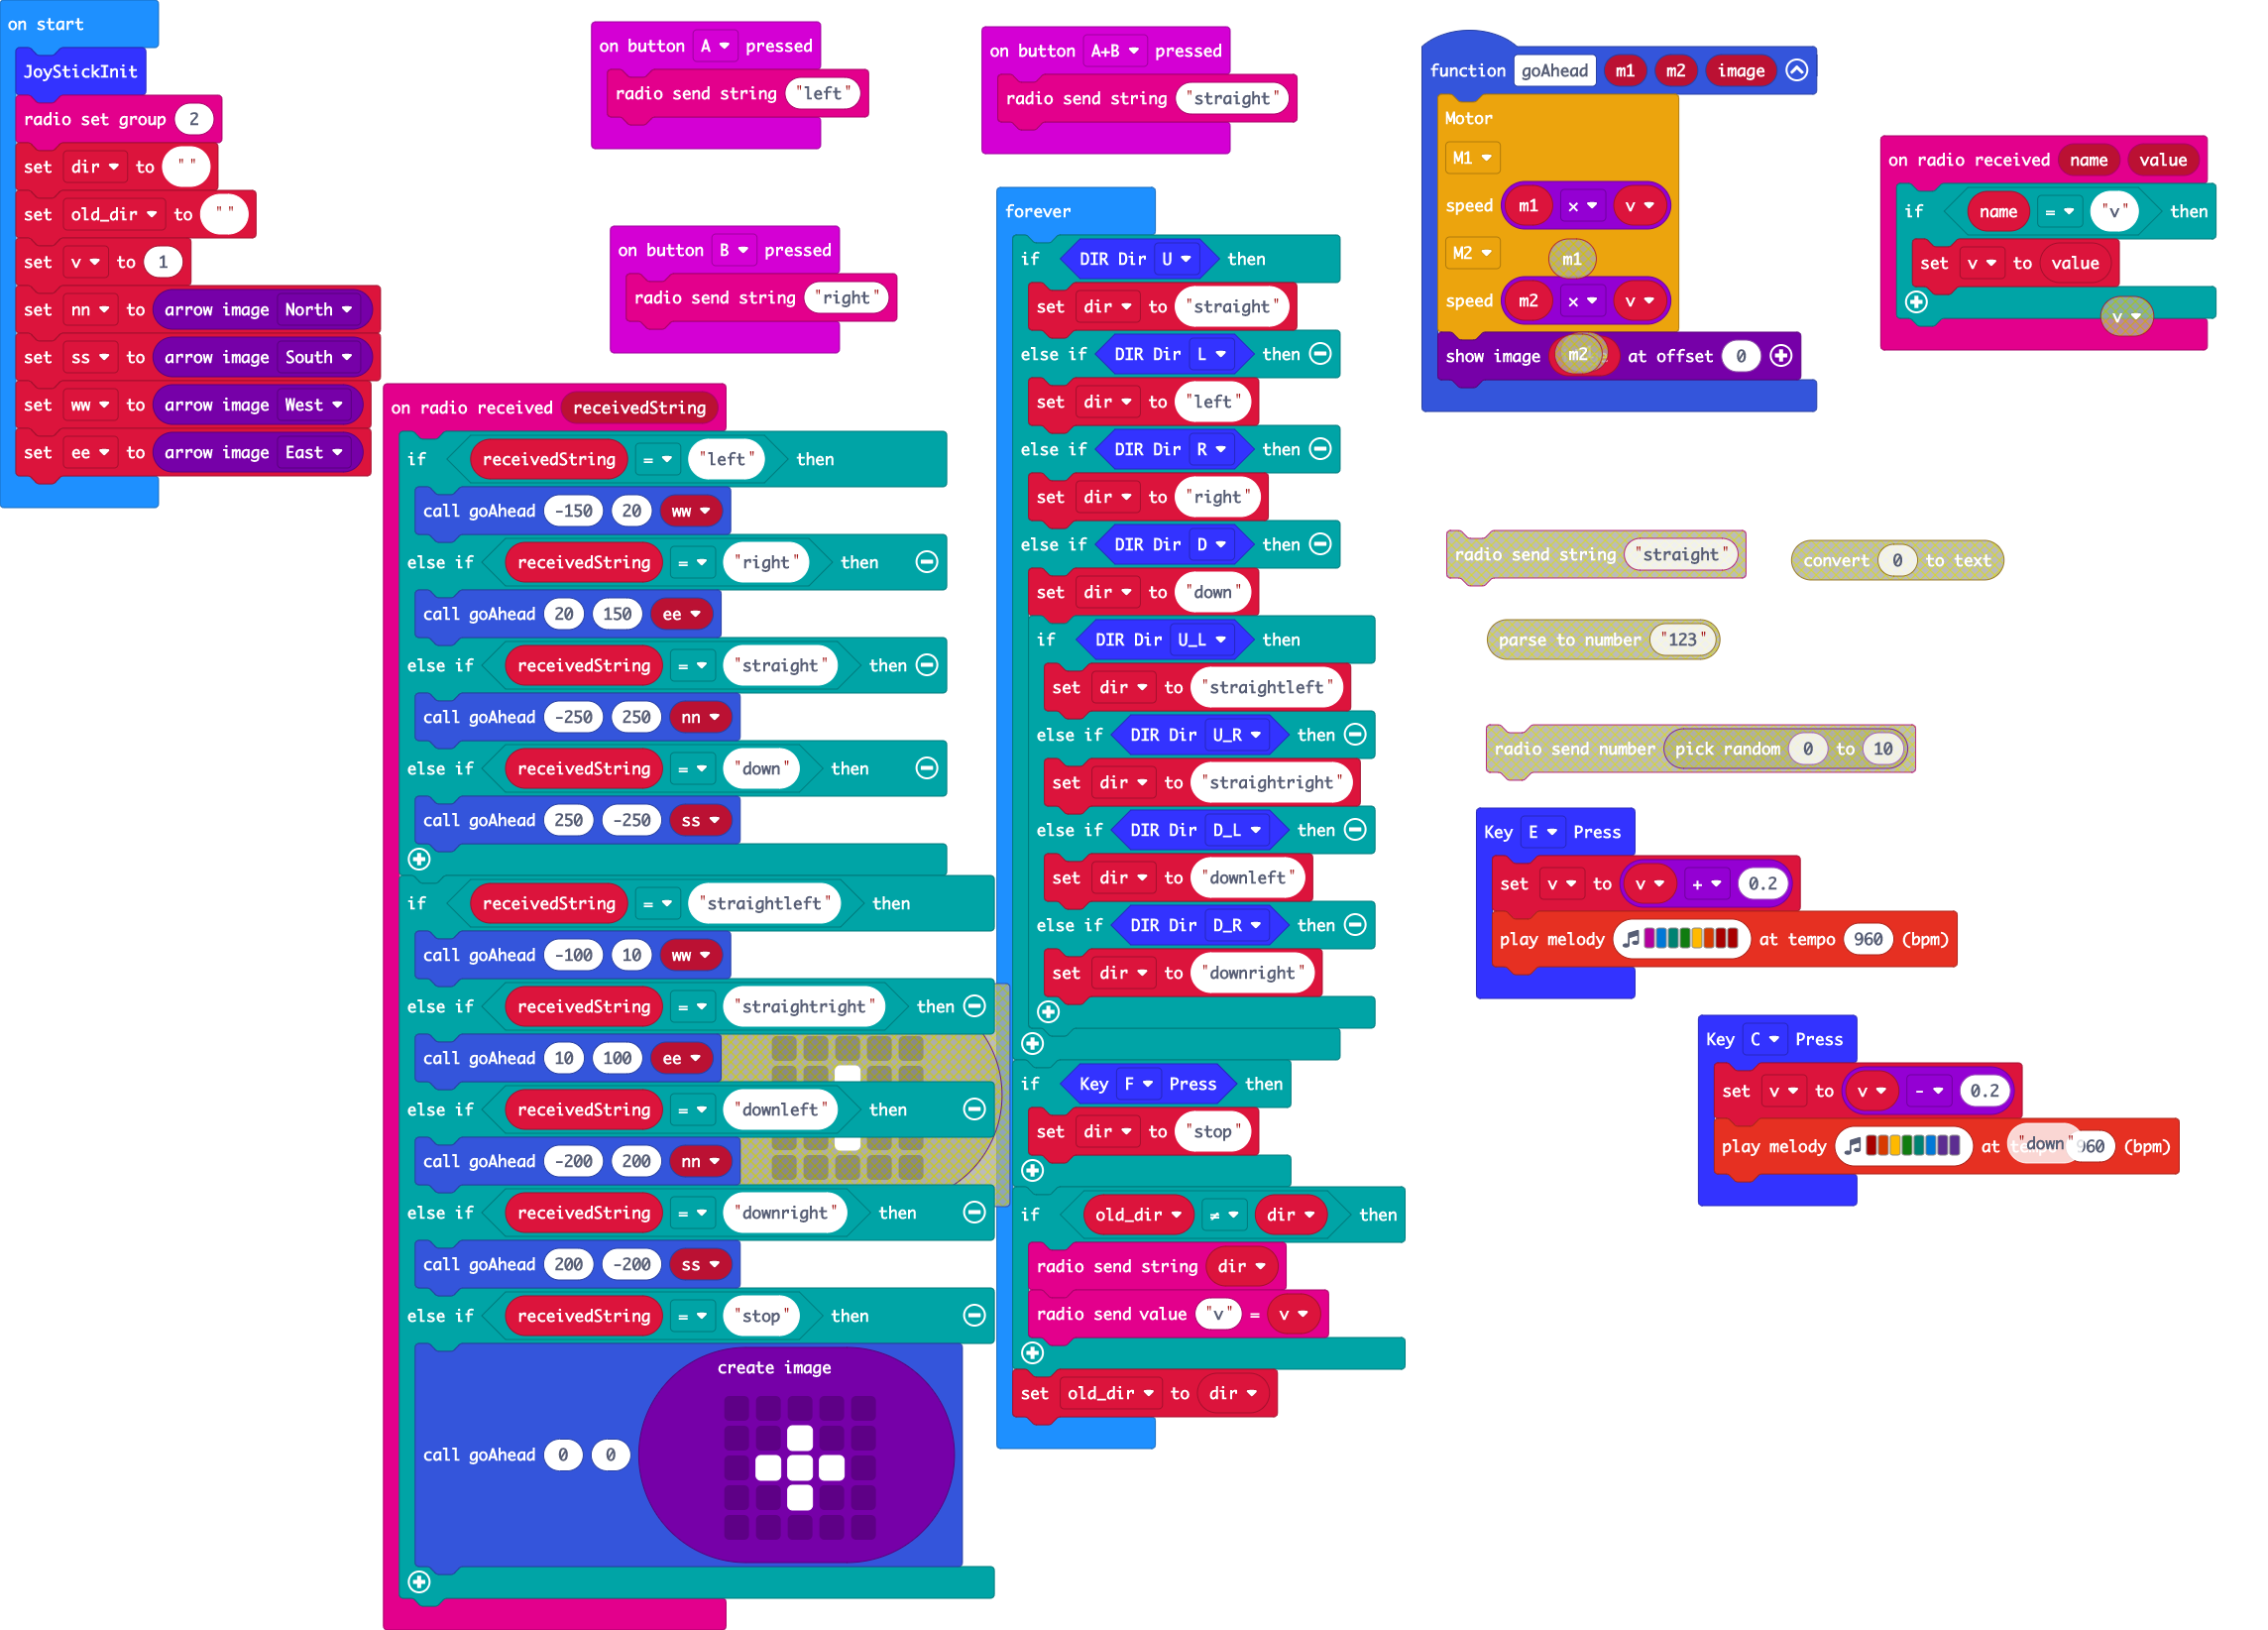 on start
JoyStickInit
radio set group 2
set dir to " "
set old_dir to " "
set v to 1
set nn to arrow image North
set ss to arrow image South
set ww to arrow image West
set ee to arrow image East
on button A pressed
radio send string "left"
on button B pressed
radio send string "right"
on button A+B pressed
radio send string "straight"
on radio received receivedString
if receivedString = "left" then
call goAhead -150 20 ww
else if receivedString = "right" then
call goAhead 20 150 ee
else if receivedString = "straight" then
call goAhead -250 250 nn
else if receivedString = "down" then
call goAhead 250 -250 ss
if receivedString = "straightleft" then
call goAhead -100 10 ww
else if receivedString = "straightright" then
call goAhead 10 100 ee
else if receivedString = "downleft" then
call goAhead -200 200 nn
else if receivedString = "downright" then
call goAhead 200 -200 ss
else if receivedString = "stop" then
create image
call goAhead 0 0
forever
if DIR Dir U then
set dir to "straight"
else if DIR Dir L then
set dir to "left"
else if DIR Dir R then
set dir to "right"
else if DIR Dir D then
set dir to "down"
if DIR Dir U_L then
set dir to "straightleft"
else if DIR Dir U_R then
set dir to "straightright"
else if DIR Dir D_L then
set dir to "downleft"
else if DIR Dir D_R then
set dir to "downright"
if Key F Press then
set dir to "stop"
if old_dir ≠ dir then
radio send string dir
radio send value "v" = v
set old_dir to dir
function goAhead m1 m2 image
Motor
M1
speed m1 × v
M2
m1
speed m2 × v
show image m2 at offset 0
on radio received name value
if name = "v" then
set v to value
v
radio send string "straight"
convert 0 to text
parse to number "123"
radio send number pick random 0 to 10
Key E Press
set v to v + 0.2
play melody at tempo 960 (bpm)
Key C Press
set v to v - 0.2
play melody at "down" 960 (bpm)